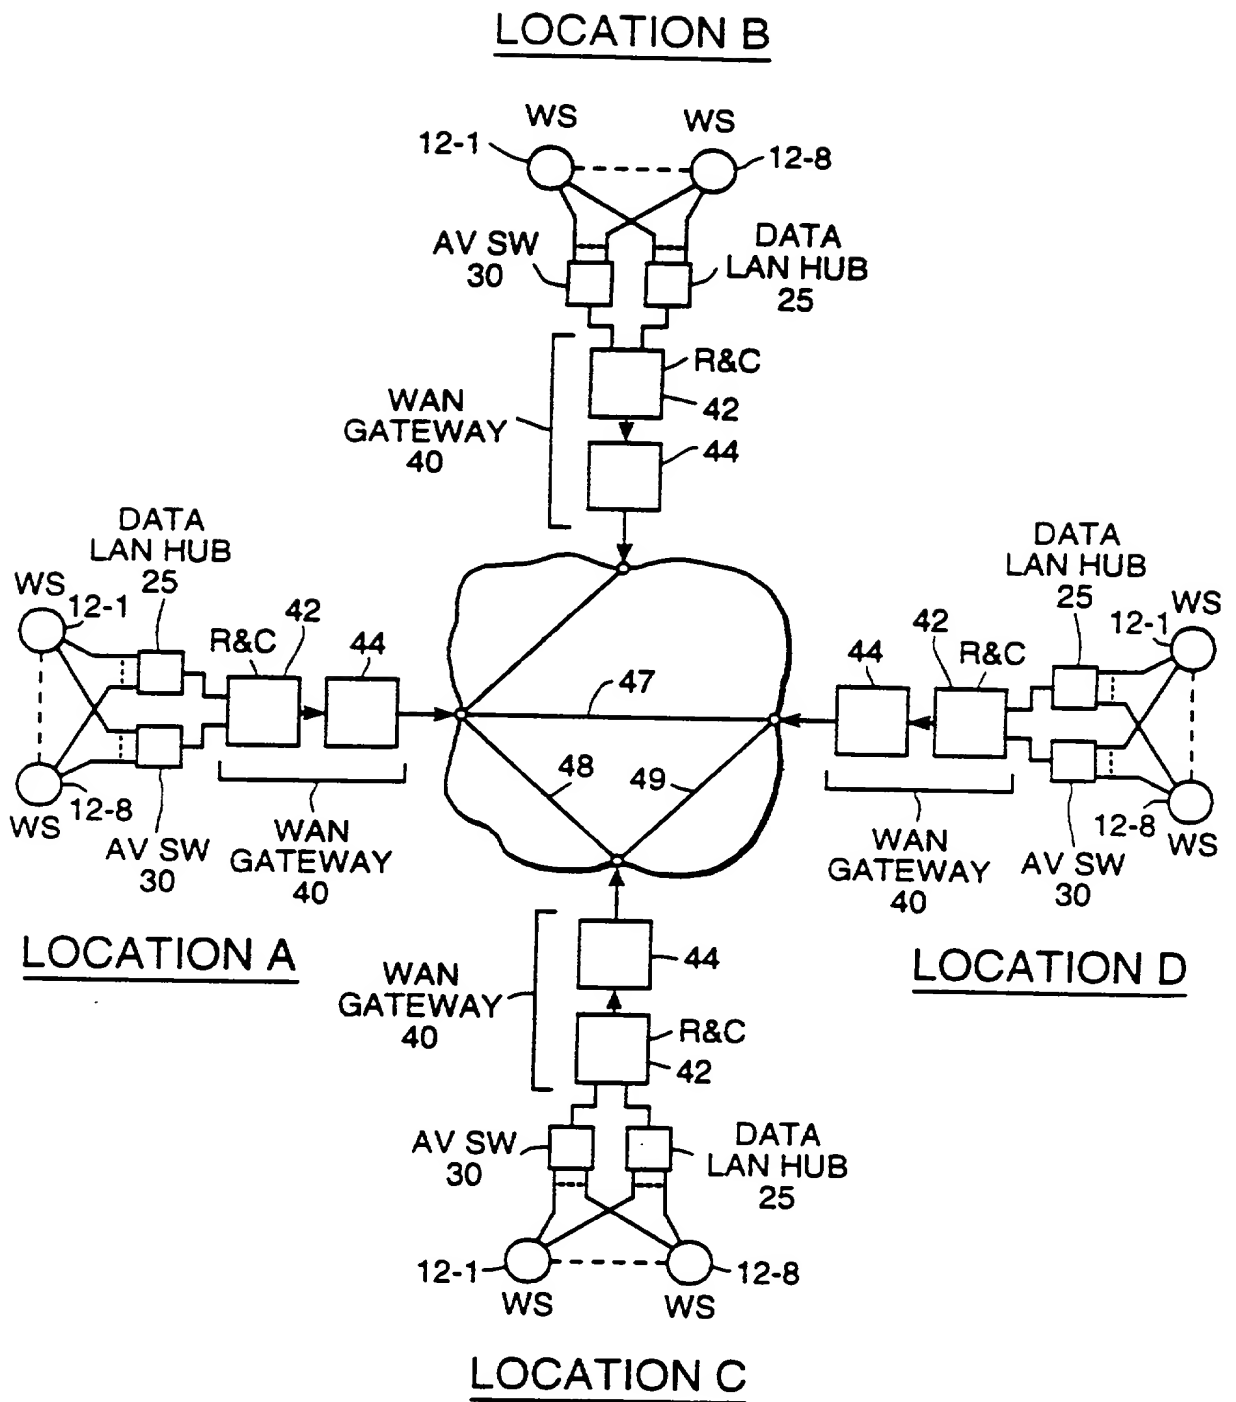 LOCATION B
WS
WS
12-1
12-8
AV SW
30
DATA
LAN HUB
25
R&C
42
WAN
GATEWAY
40
44
DATA
LAN HUB
25
WS
12-1
42
R&C
44
12-8
WS
AV SW
30
WAN
GATEWAY
40
LOCATION A
47
48
49
DATA
LAN HUB
25
WS
12-1
42
R&C
44
12-8
WS
AV SW
30
WAN
GATEWAY
40
LOCATION D
44
WAN
GATEWAY
40
R&C
42
AV SW
30
DATA
LAN HUB
25
12-1
12-8
WS
WS
LOCATION C